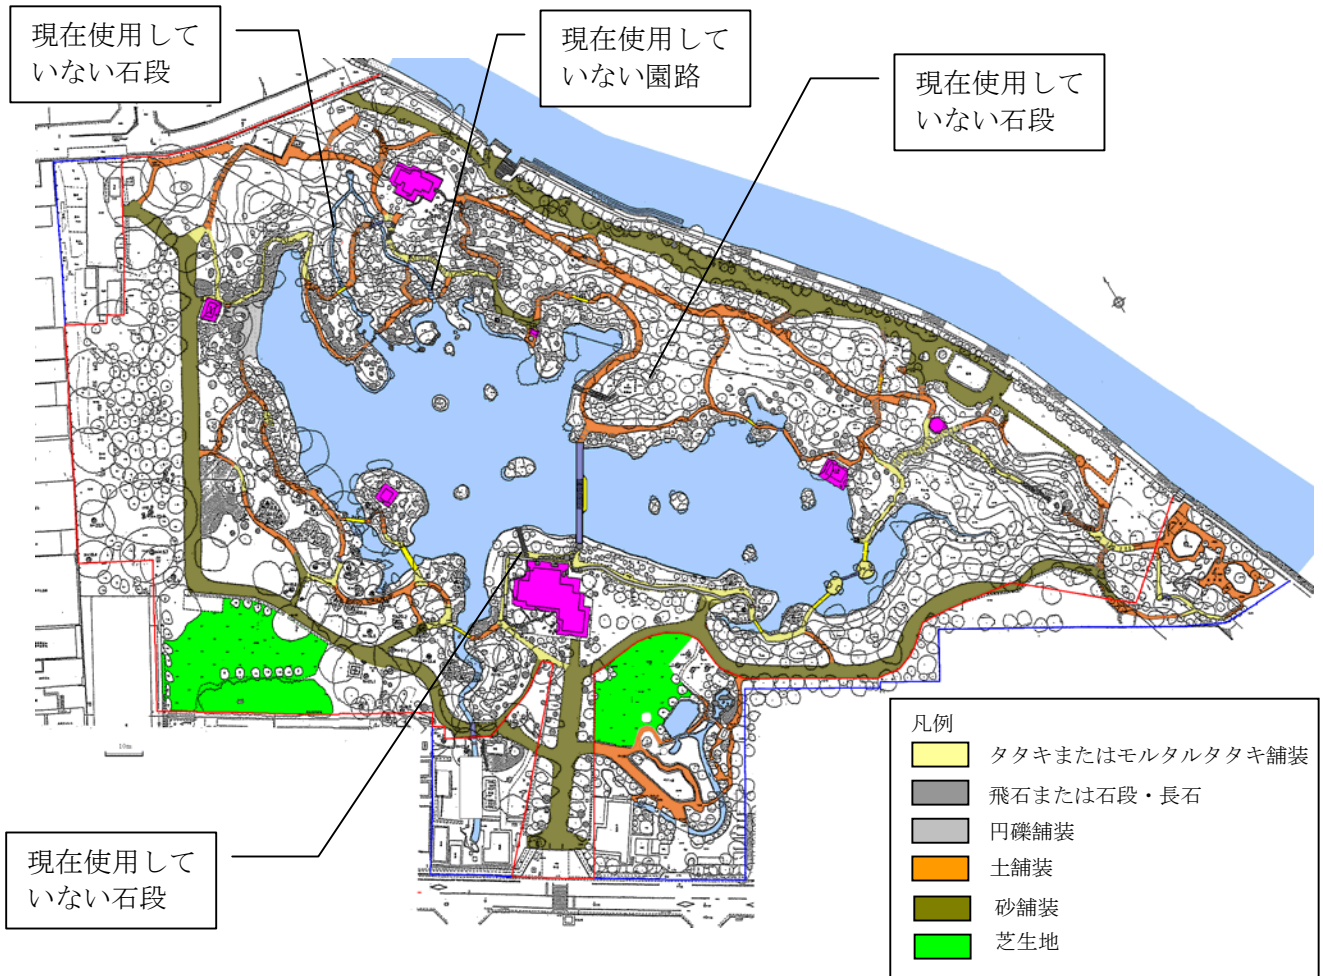 現在使用して
いない石段
現在使用して
いない園路
現在使用して
いない石段
10m
現在使用して
いない石段
凡例
タタキまたはモルタルタタキ舗装
飛石または石段・長石
円礫舗装
土舗装
砂舗装
芝生地